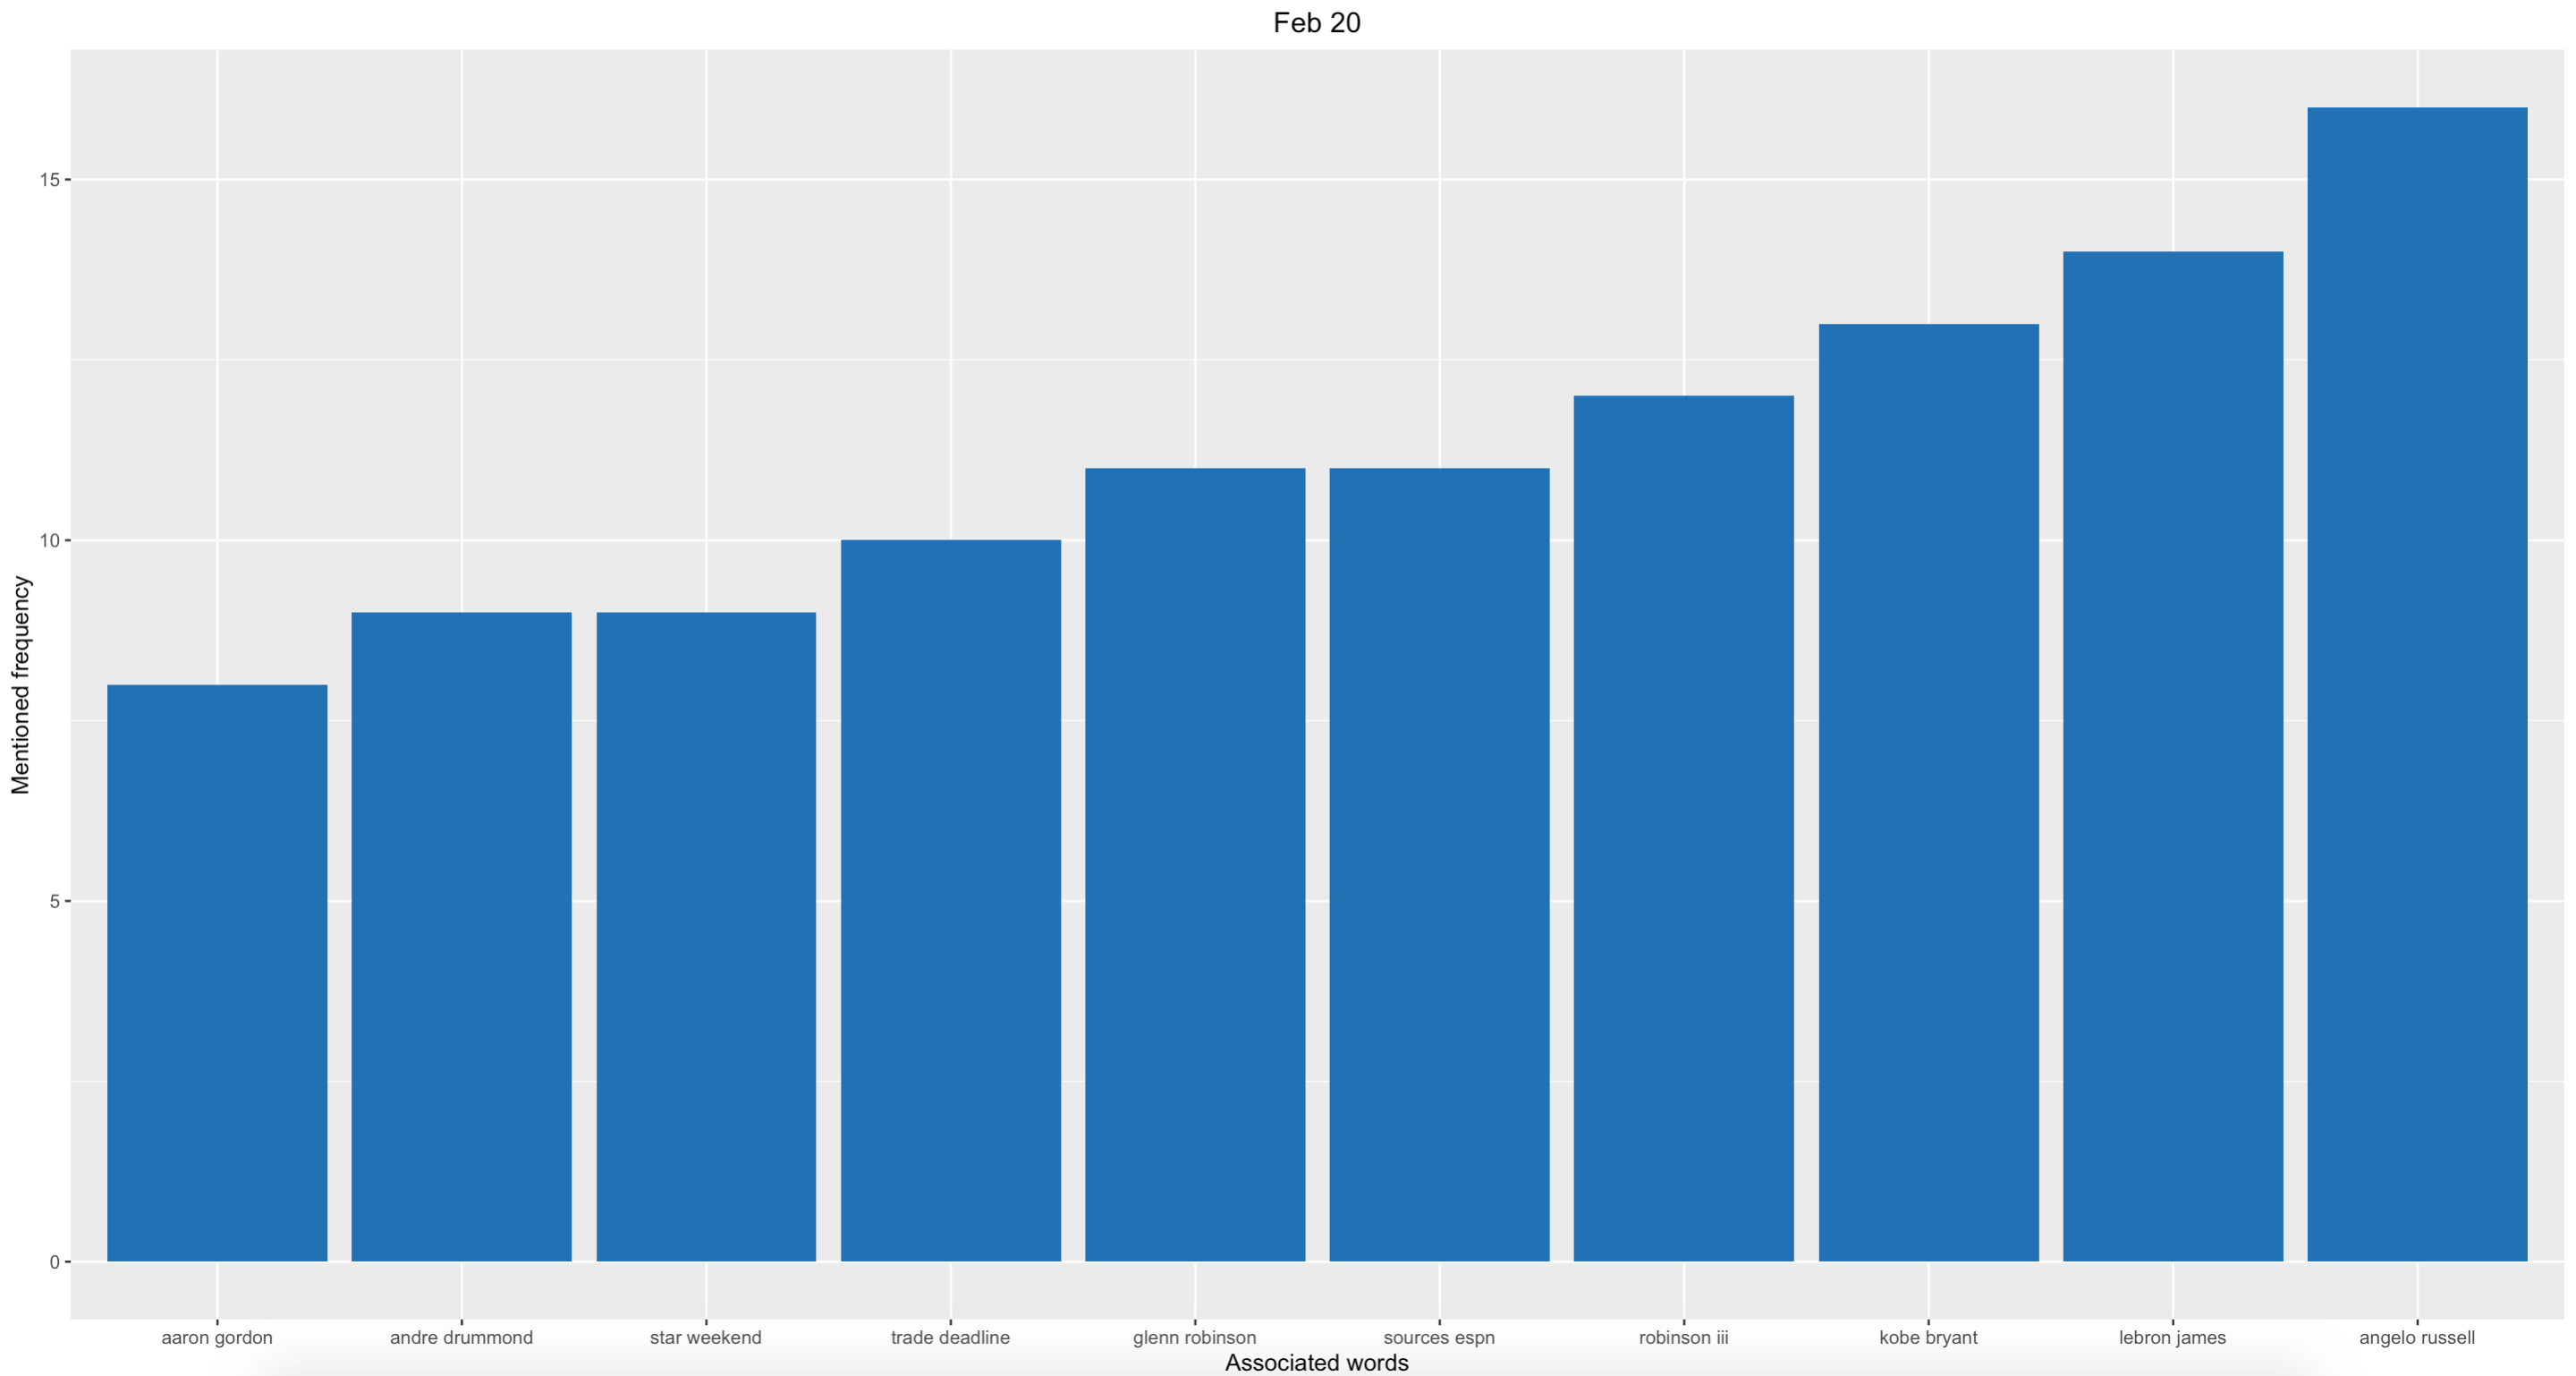 Feb 20
Mentioned frequency
15
10
5
0
aaron gordon andre drummond star weekend trade deadline glenn robinson sources espn robinson iii kobe bryant lebron james angelo russell
Associated words